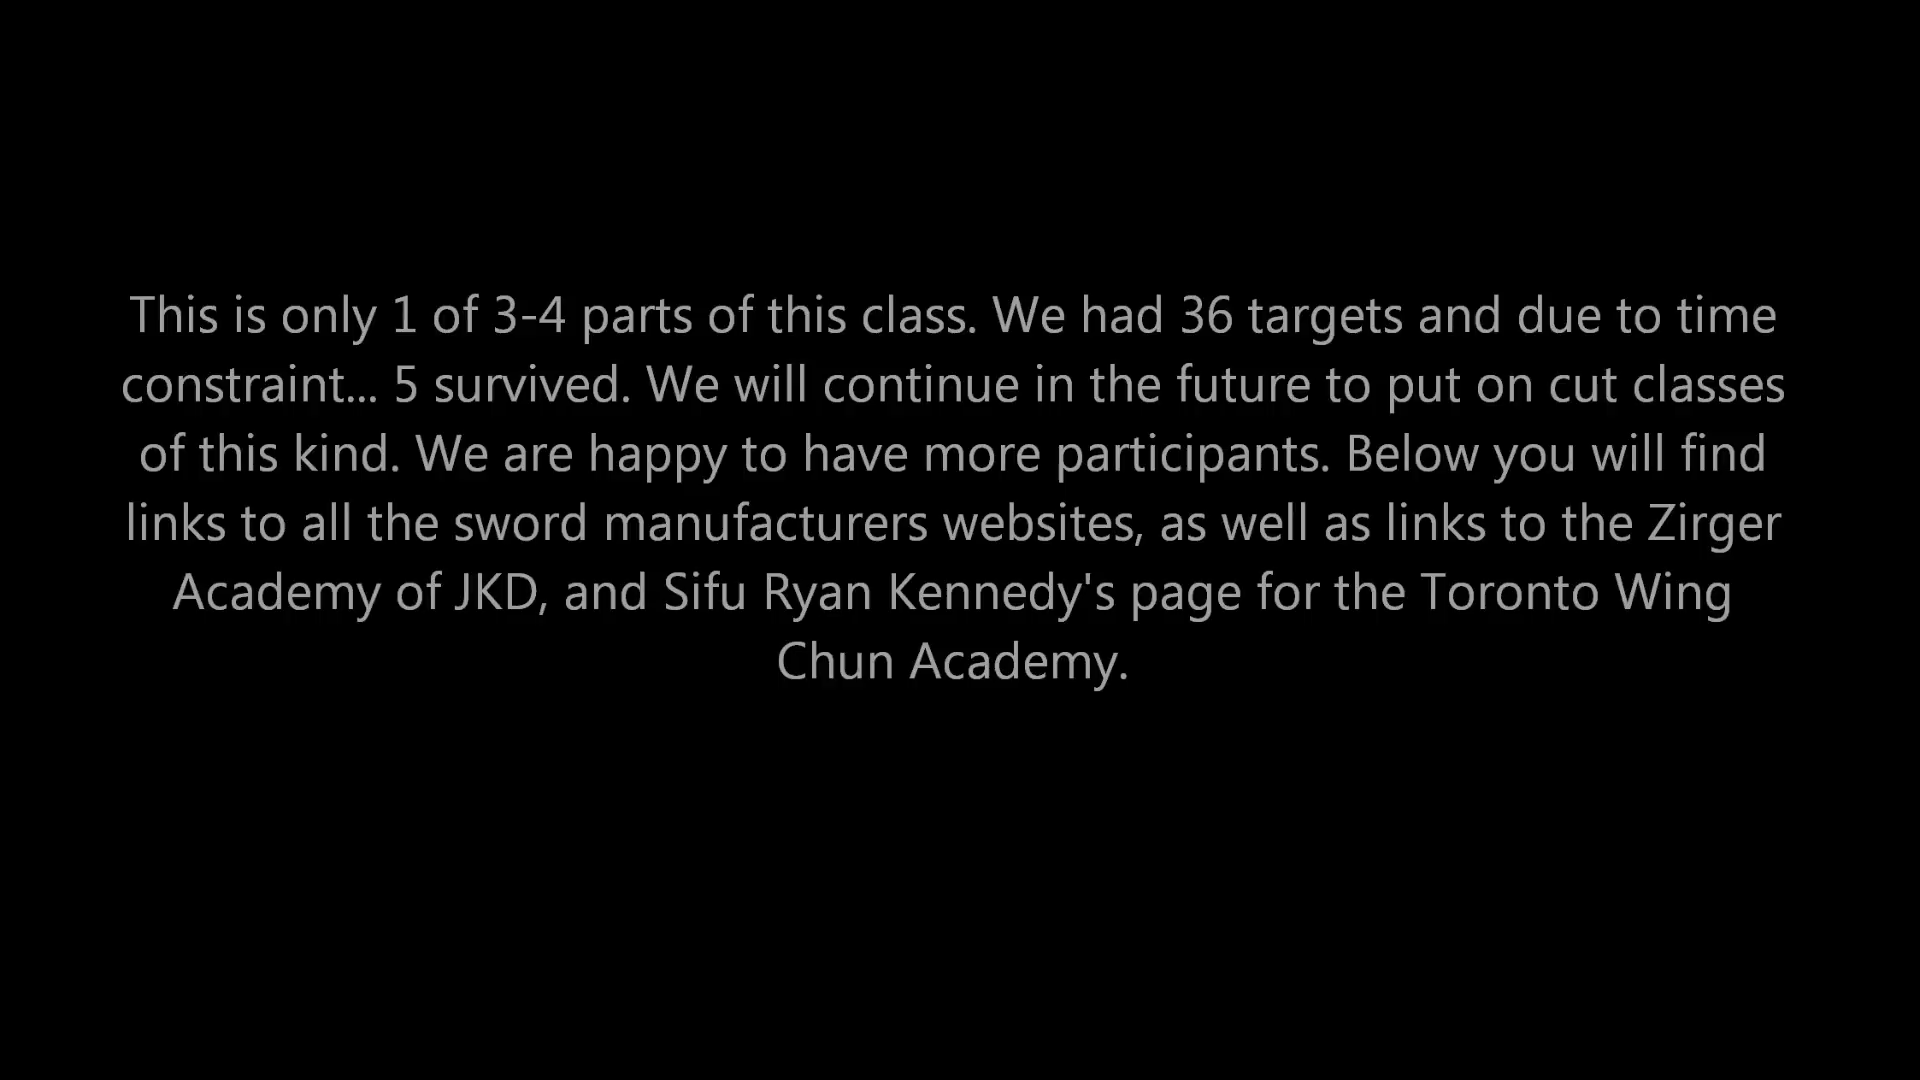 This is only 1 of 3-4 parts of this class. We had 36 targets and due to time
constraint... 5 survived. We will continue in the future to put on cut classes
of this kind. We are happy to have more participants. Below you will find
links to all the sword manufacturers websites, as well as links to the Zirger
Academy of JKD, and Sifu Ryan Kennedy's page for the Toronto Wing
Chun Academy.